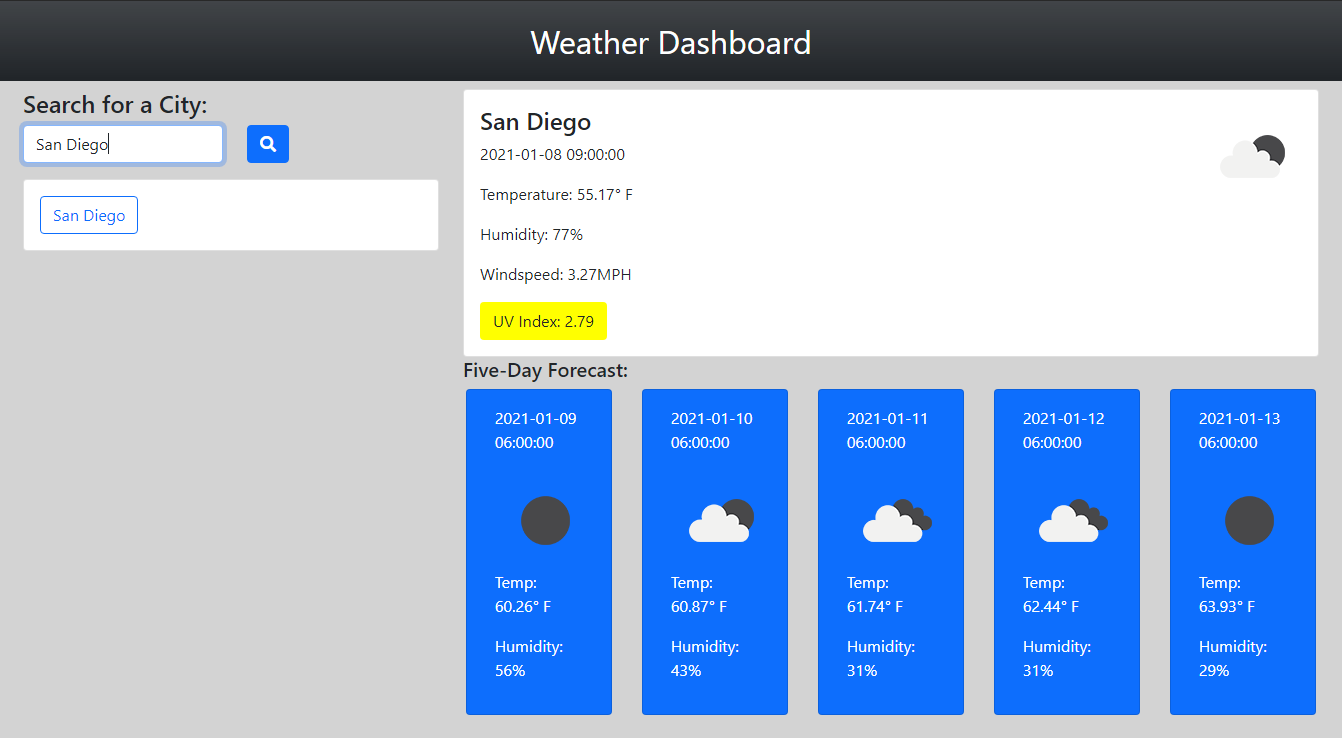 Weather Dashboard
Search for a City:
San Diego
San Diego
San Diego
2021-01-08 09:00:00
Temperature: 55.17° F
Humidity: 77%
Windspeed: 3.27MPH
UV Index: 2.79
Five-Day Forecast:
2021-01-09
06:00:00
Temp:
60.26° F
Humidity:
56%
2021-01-10
06:00:00
Temp:
60.87° F
Humidity:
43%
2021-01-11
06:00:00
Temp:
61.74° F
Humidity:
31%
2021-01-12
06:00:00
Temp:
62.44° F
Humidity:
31%
2021-01-13
06:00:00
Temp:
63.93° F
Humidity:
29%